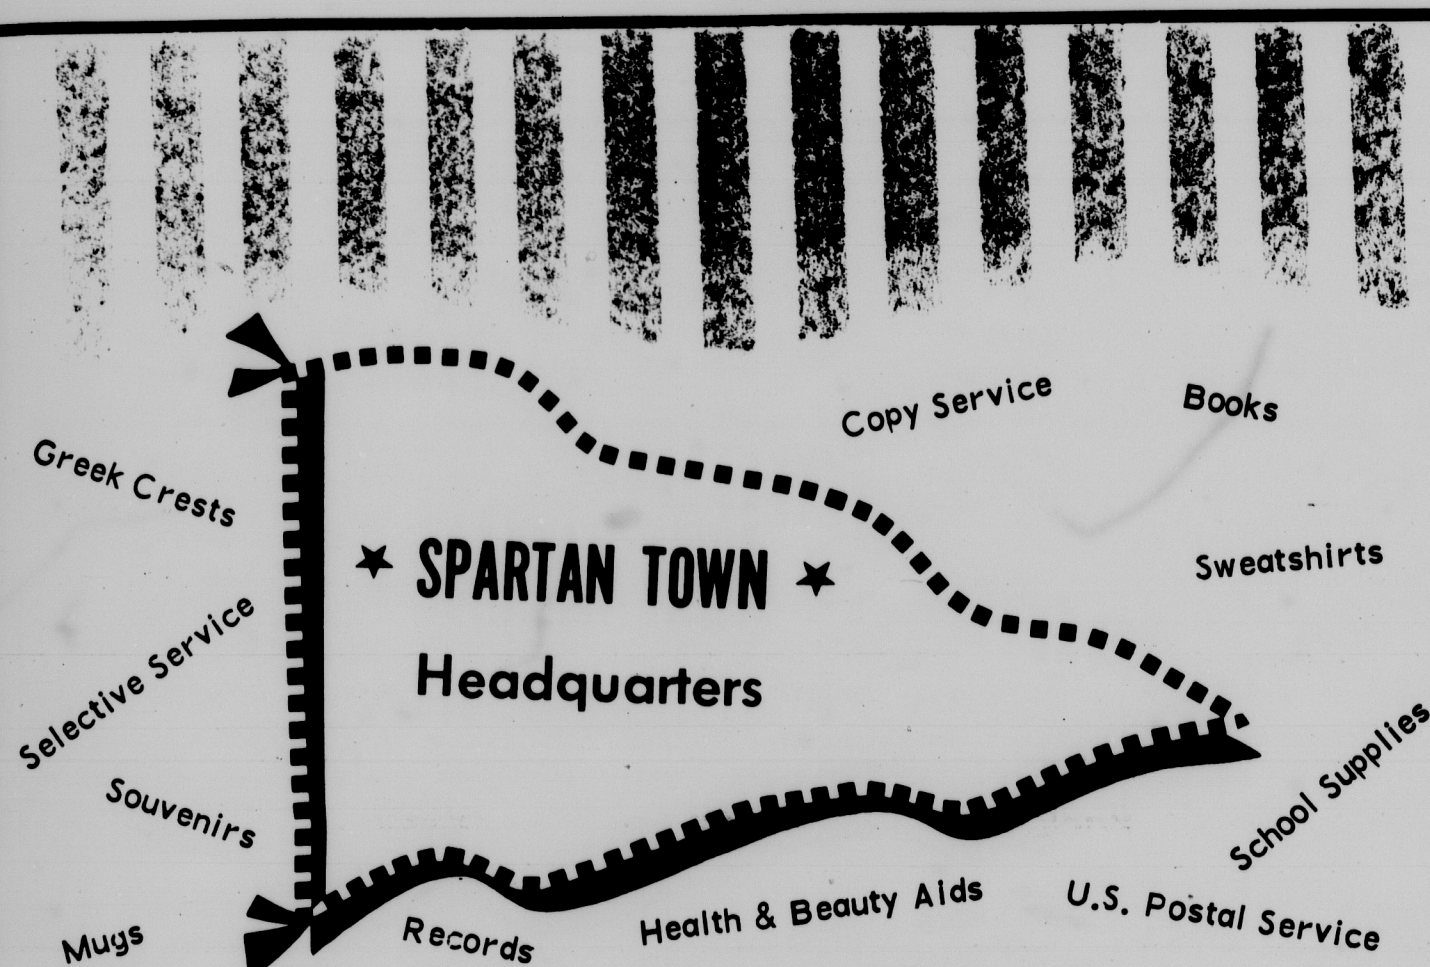 Copy Service
Books
Greek Crests
★ SPARTAN TOWN ★
Sweatshirts
Headquarters
Selective Service
School Supplies
Souvenirs
Health & Beauty Aids
U.S. Postal Service
Mugs
Records